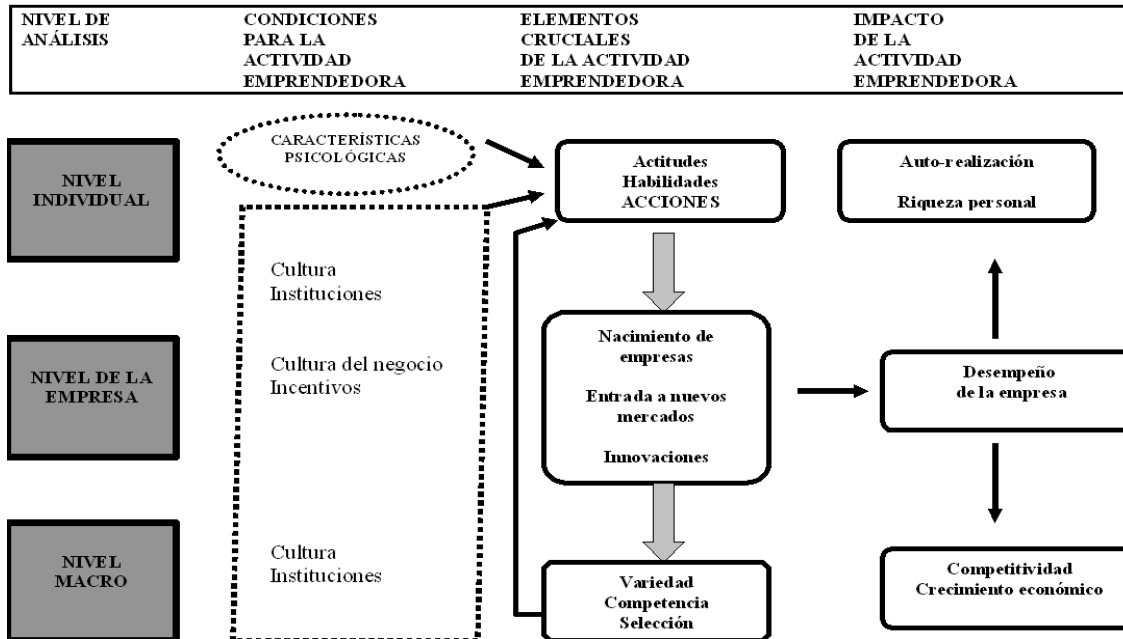 NIVEL DE
ANÁLISIS
CONDICIONES
PARA LA
ACTIVIDAD
EMPRENDEDORA
ELEMENTOS
CRUCIALES
DE LA ACTIVIDAD
EMPRENDEDORA
IMPACTO
DE LA
ACTIVIDAD
EMPRENDEDORA
NIVEL
INDIVIDUAL
CARACTERÍSTICAS
PSICOLÓGICAS
Actitudes
Habilidades
ACCIONES
Auto-realización
Riqueza personal
Cultura
Instituciones
NIVEL DE LA
EMPRESA
Cultura del negocio
Incentivos
Nacimiento de
empresas
Entrada a nuevos
mercados
Innovaciones
Desempeño
de la empresa
NIVEL
MACRO
Cultura
Instituciones
Variedad
Competencia
Selección
Competitividad
Crecimiento económico